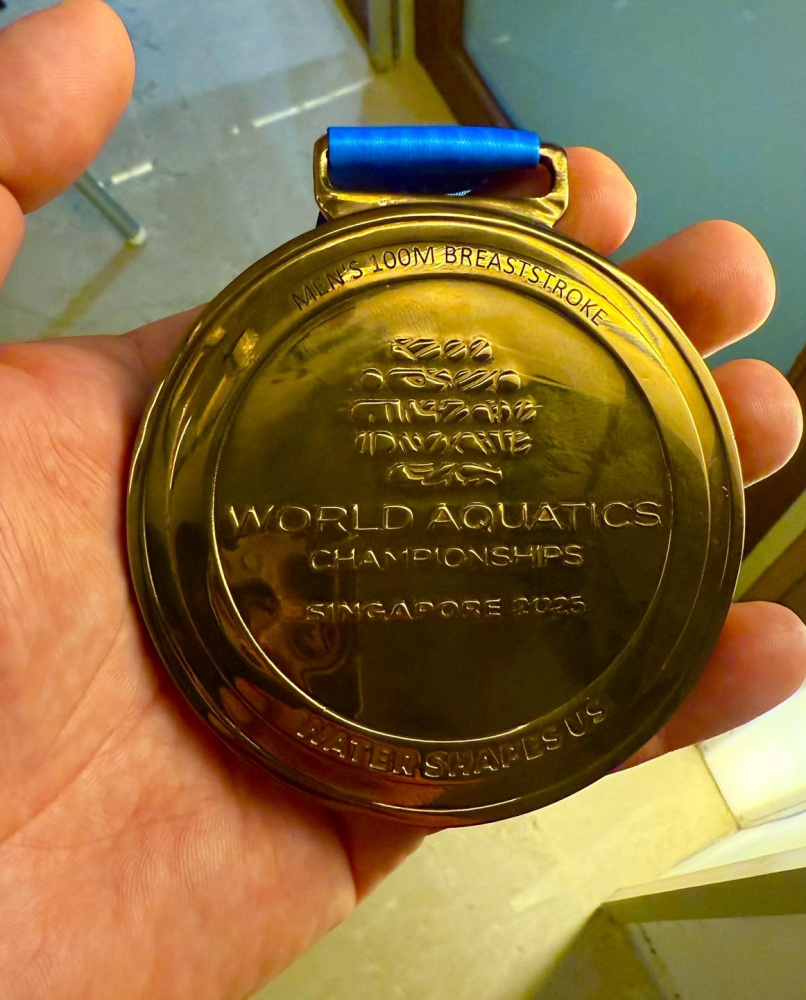 MEN'S 100M BREASTSTROKE
WORLD AQUATICS
CHAMPIONSHIPS
SINGAPORE 2025
WATER SHAPES US